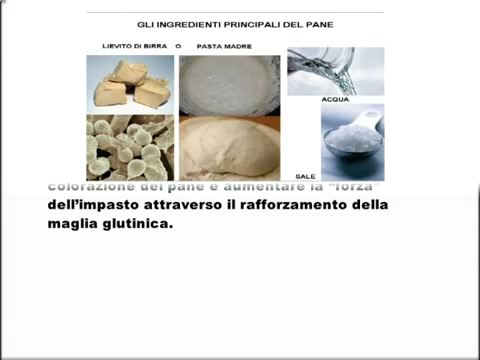 GLI INGREDIENTI PRINCIPALI DEL PANE
LIEVITO DI BIRRA O PASTA MADRE
ACQUA
SALE
colorazione del pane e aumentare la "forza"
dell'impasto attraverso il rafforzamento della
maglia glutinica.